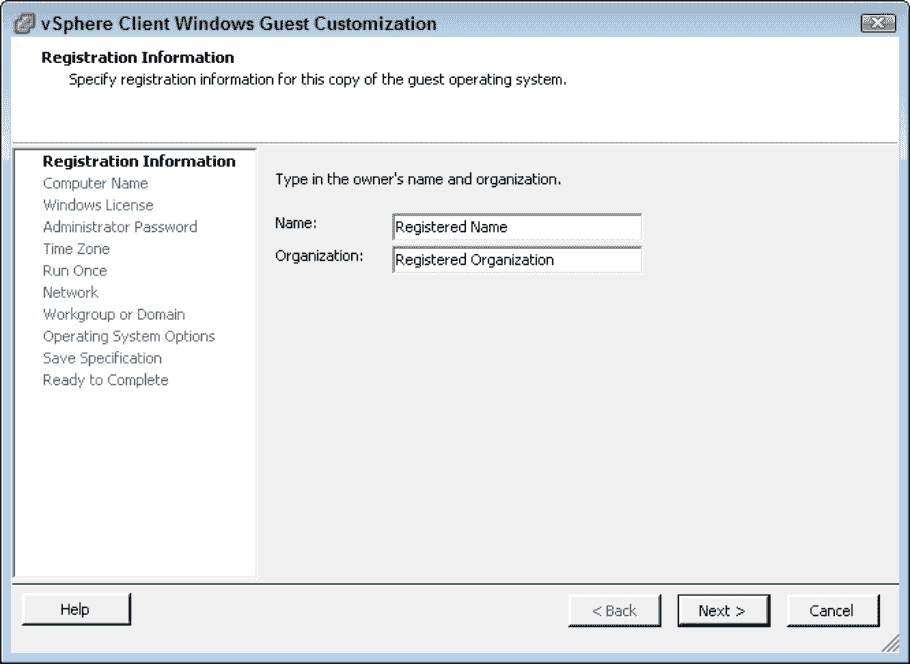 vSphere Client Windows Guest Customization
Registration Information
Specify registration information for this copy of the guest operating system.
Registration Information
Computer Name
Windows License
Administrator Password
Time Zone
Run Once
Network
Workgroup or Domain
Operating System Options
Save Specification
Ready to Complete
Type in the owner's name and organization.
Name: Registered Name
Organization: Registered Organization
Help < Back Next > Cancel